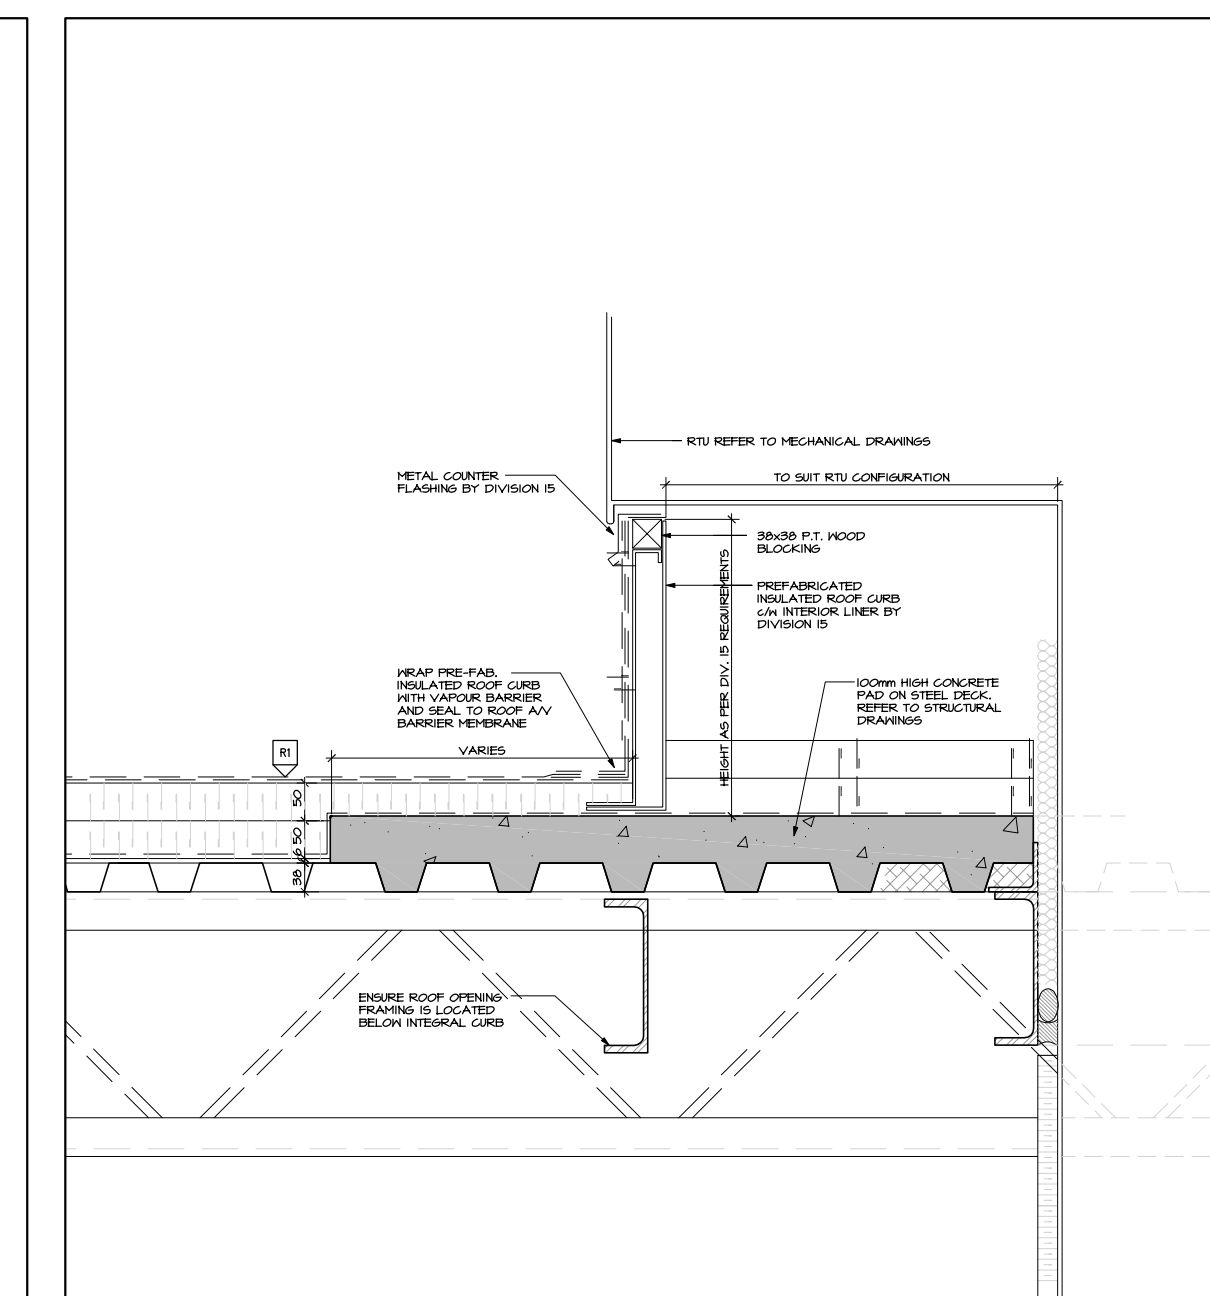 RTU REFER TO MECHANICAL DRAWINGS
METAL COUNTER
FLASHING BY DIVISION 15
TO SUIT RTU CONFIGURATION
38x38 P.T. WOOD
BLOCKING
PREFABRICATED
INSULATED ROOF CURB
c/w INTERIOR LINER BY
DIVISION 15
HEIGHT AS PER DIV. 15 REQUIREMENTS
WRAP PRE-FAB.
INSULATED ROOF CURB
WITH VAPOUR BARRIER
AND SEAL TO ROOF A/V
BARRIER MEMBRANE
100mm HIGH CONCRETE
PAD ON STEEL DECK.
REFER TO STRUCTURAL
DRAWINGS
VARIES
R1
50
50
6
38
ENSURE ROOF OPENING
FRAMING IS LOCATED
BELOW INTEGRAL CURB